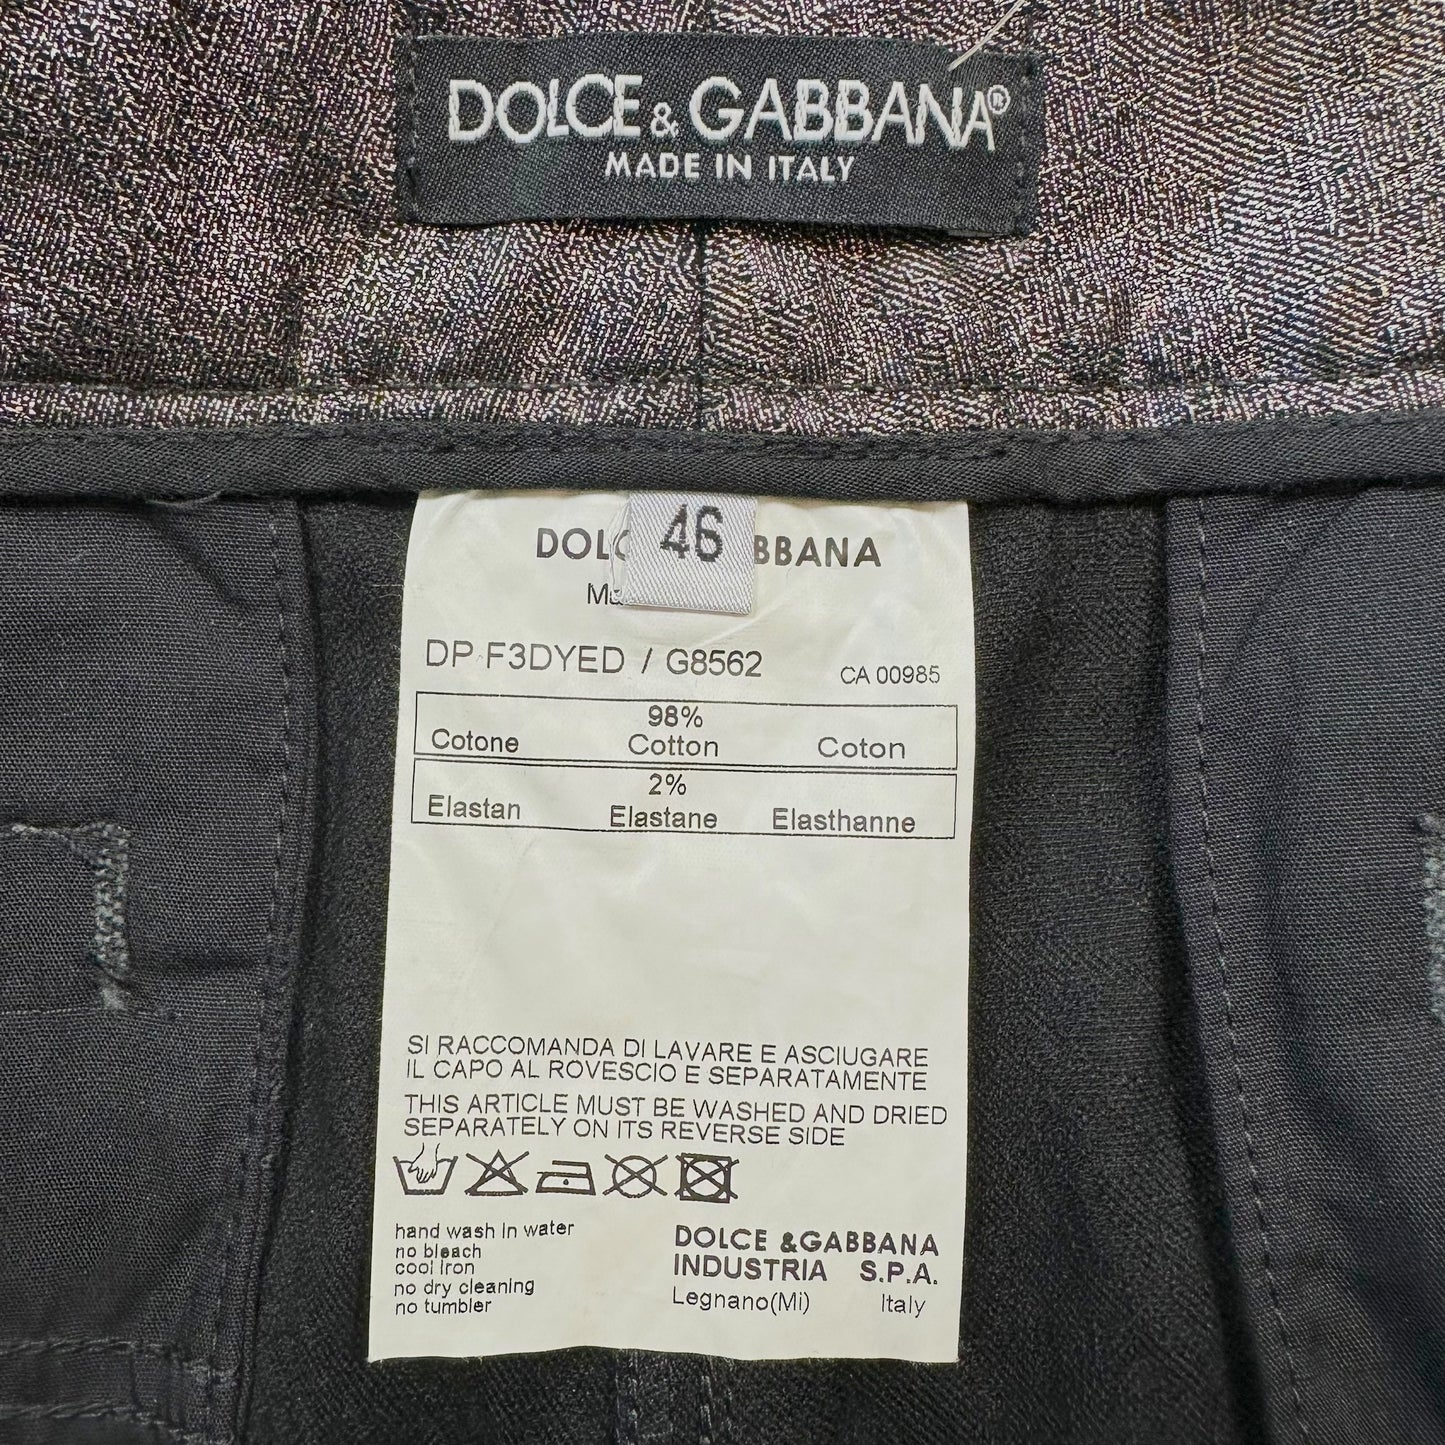 DOLCE & GABBANA®
MADE IN ITALY
46
BBANA
DP F3DYED / G8562
CA 00985
98%
Cotone Cotton Coton
2%
Elastan Elastane Elasthanne
SI RACCOMANDA DI LAVARE E ASCIUGARE
IL CAPO AL ROVESCIO E SEPARATAMENTE
THIS ARTICLE MUST BE WASHED AND DRIED
SEPARATELY ON ITS REVERSE SIDE
hand wash in water
no bleach
cool iron
no dry cleaning
no tumbler
DOLCE &GABBANA
INDUSTRIA S.P.A.
Legnano(Mi) Italy